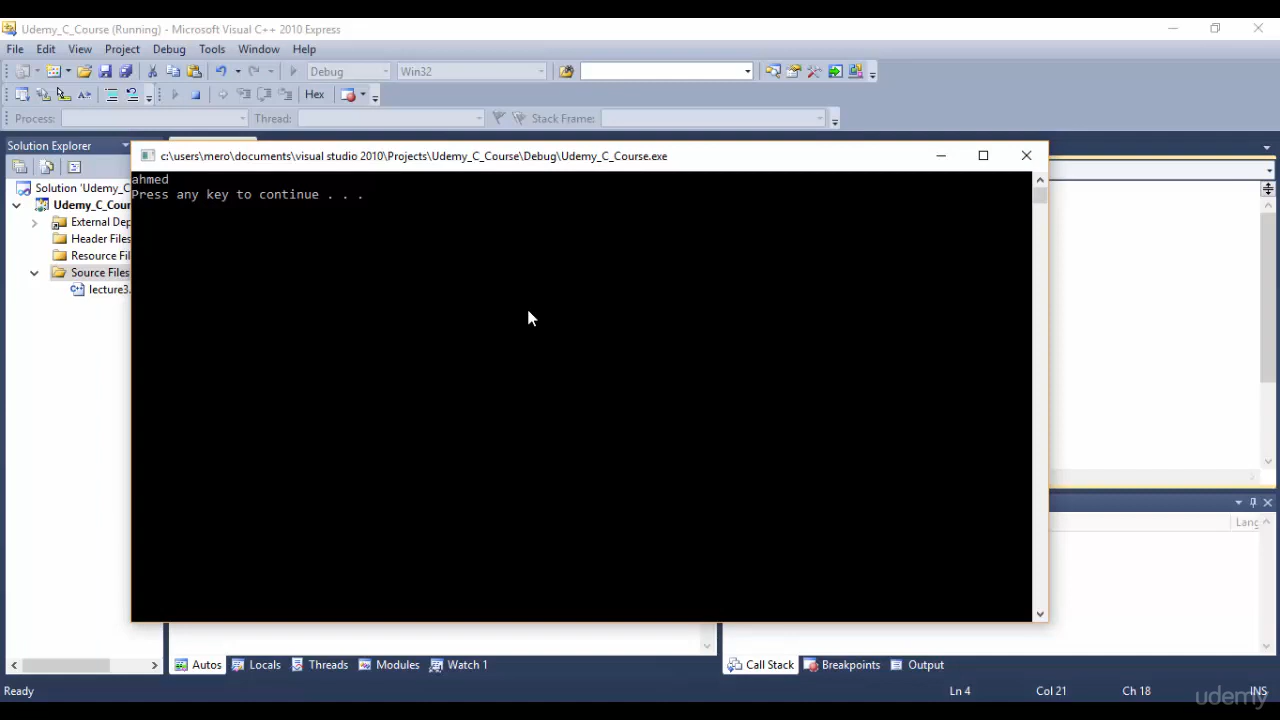 Udemy_C_Course (Running) - Microsoft Visual C++ 2010 Express
File Edit View Project Debug Tools Window Help
Debug Win32
Hex
Process: Thread: Stack Frame:
Solution Explorer
c:\users\mero\documents\visual studio 2010\Projects\Udemy_C_Course\Debug\Udemy_C_Course.exe
ahmed
Press any key to continue . . .
Solution 'Udemy_C
Udemy_C_Cour
External Dep
Header Files
Resource Fil
Source Files
lecture3.
Lang
Autos Locals Threads Modules Watch 1
Call Stack Breakpoints Output
Ready Ln 4 Col 21 Ch 18 INS
udemy